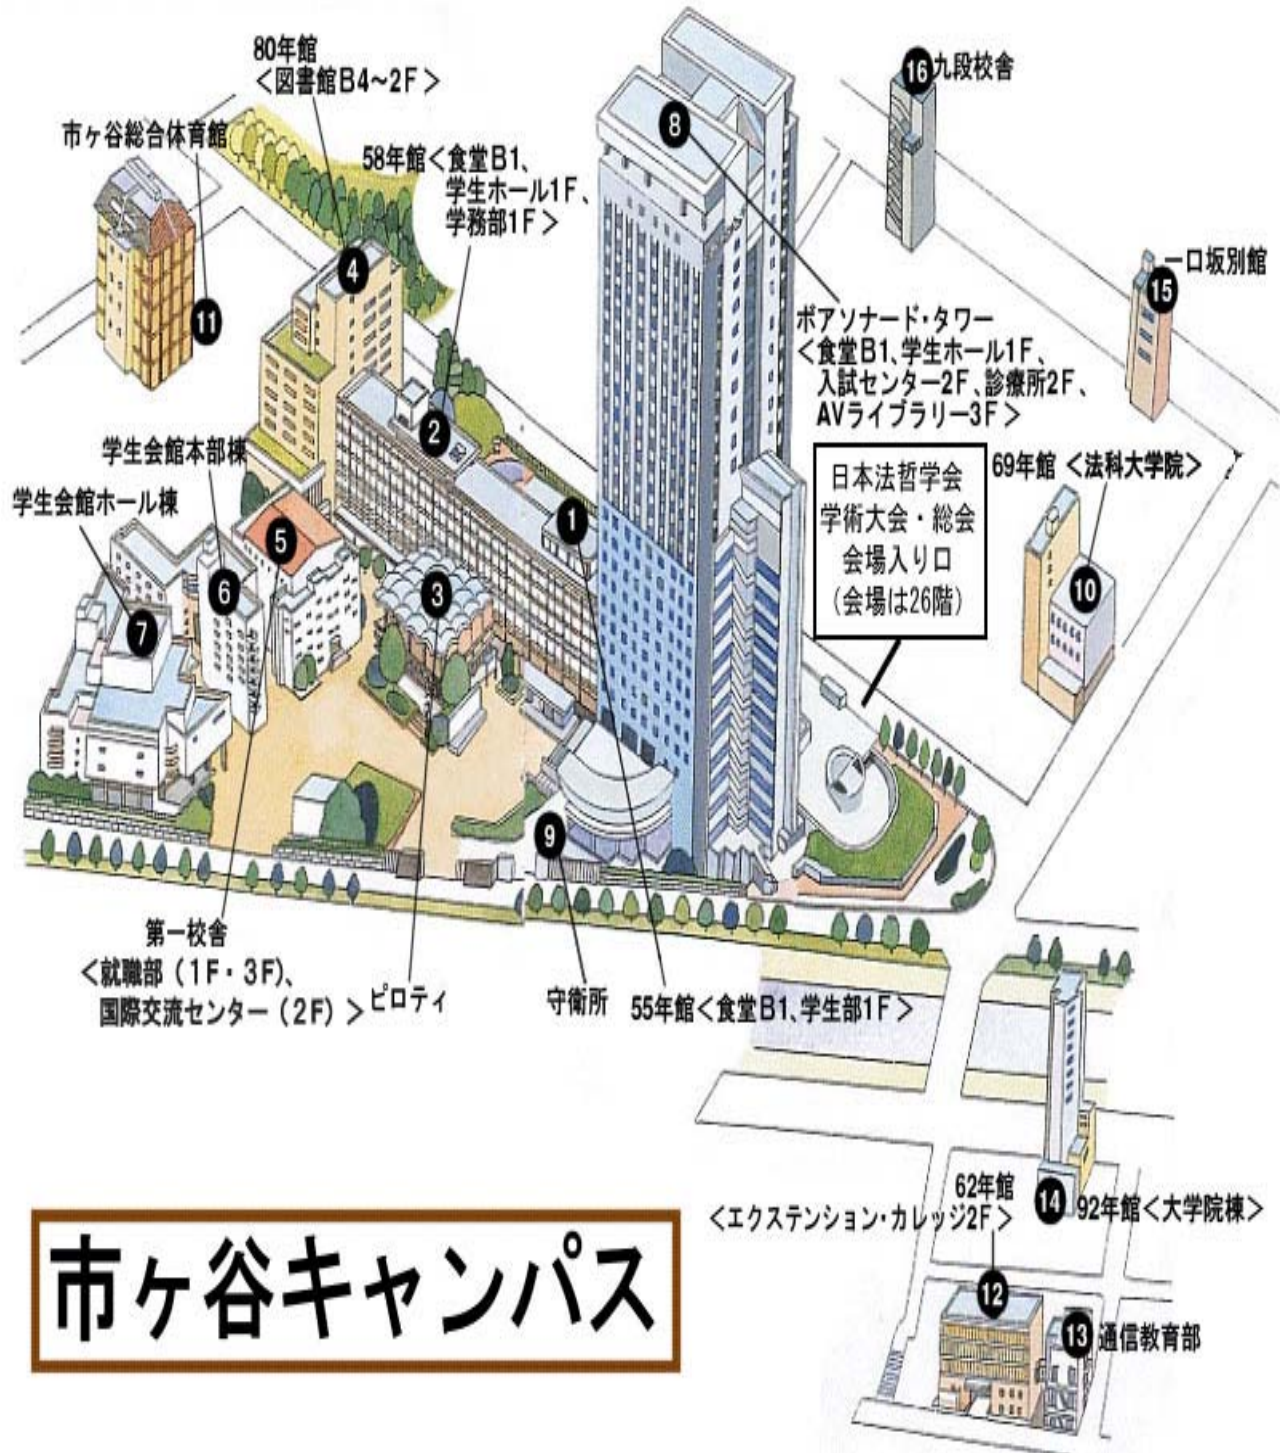 80年館
<図書館B4～2F>
16
九段校舎
8
市ヶ谷総合体育館
58年館<食堂B1、
学生ホール1F、
学務部1F>
4
11
一口坂別館
15
ボアソナード・タワー
<食堂B1、学生ホール1F、
入試センター2F、診療所2F、
AVライブラリー3F>
2
学生会館本部棟
学生会館ホール棟
1
5
日本法哲学会
学術大会・総会
会場入り口
(会場は26階)
69年館 <法科大学院>
6
3
10
7
9
第一校舎
<就職部（1F・3F)、
国際交流センター（2F）>
ピロティ
守衛所
55年館<食堂B1、学生部1F>
62年館
<エクステンション・カレッジ2F>
14
92年館<大学院棟>
市ヶ谷キャンパス
12
13
通信教育部